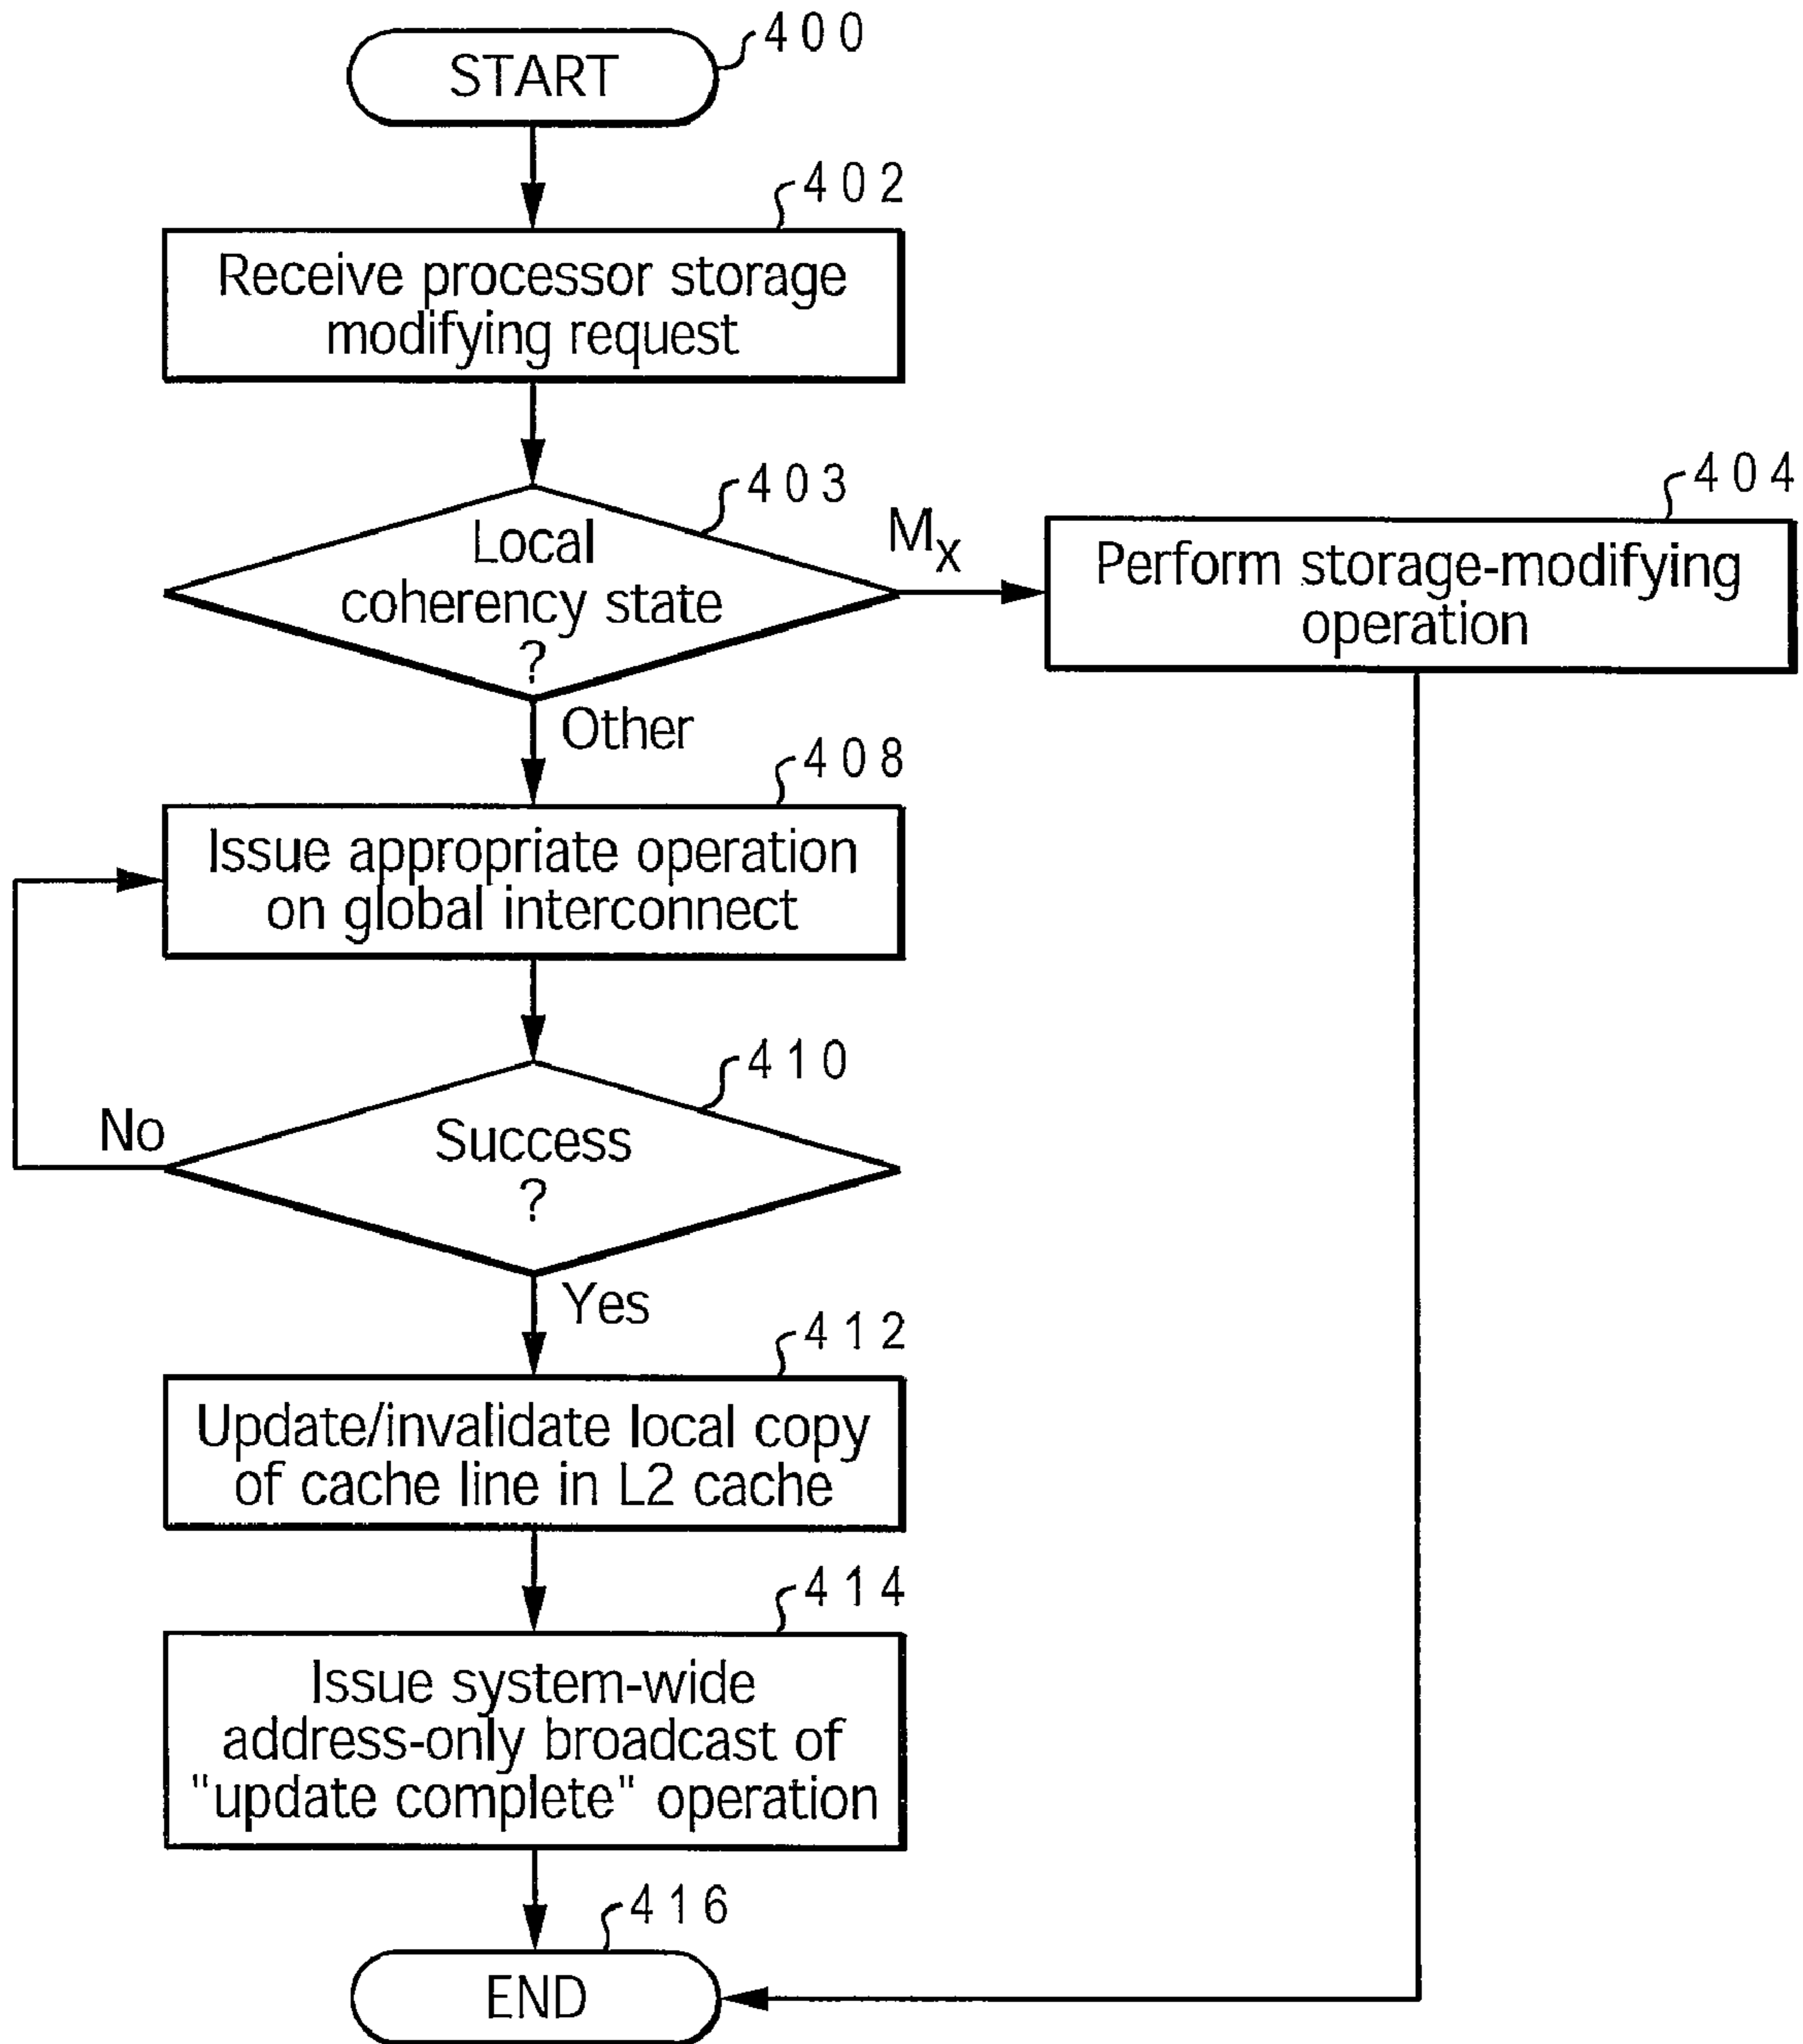 400
START
402
Receive processor storage
modifying request
403
Local
coherency state
?
Mx
404
Perform storage-modifying
operation
Other
408
Issue appropriate operation
on global interconnect
410
Success
?
No
Yes
412
Update/invalidate local copy
of cache line in L2 cache
414
Issue system-wide
address-only broadcast of
"update complete" operation
416
END